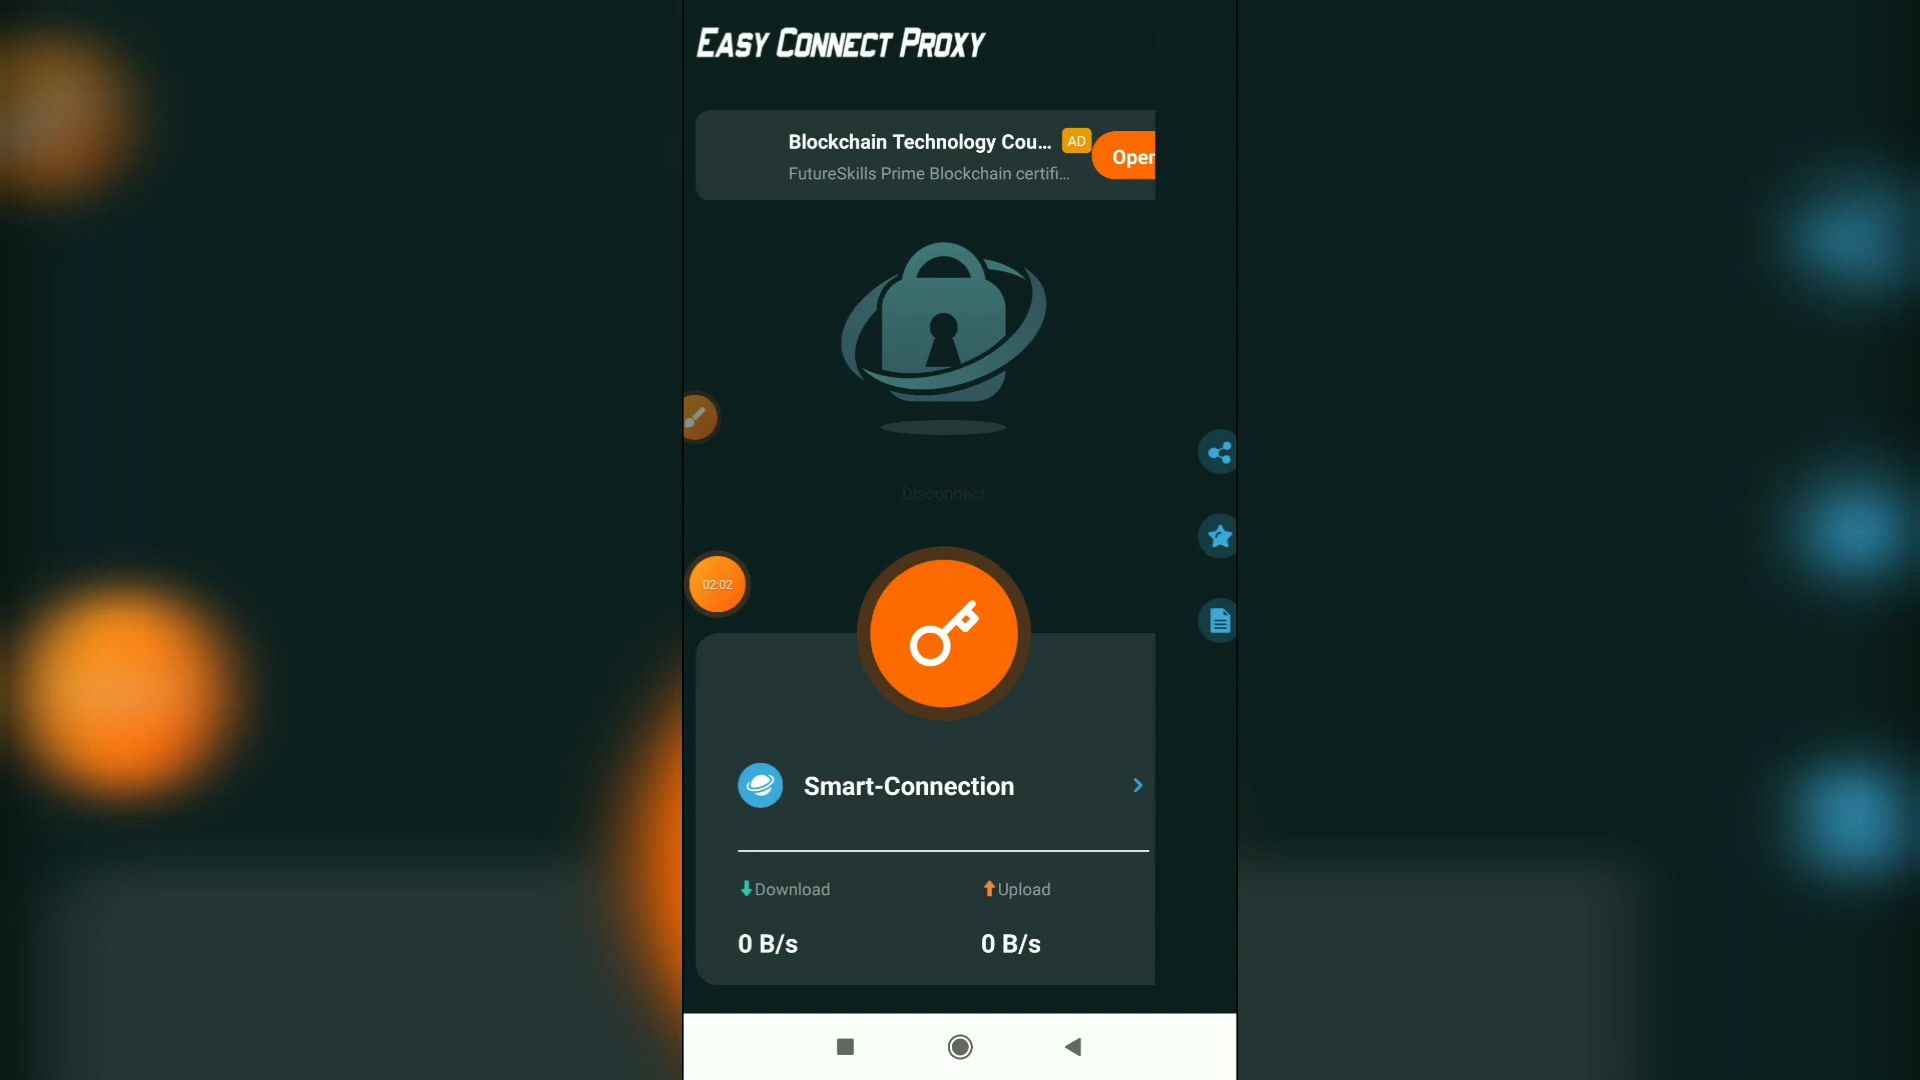 EASY CONNECT PROXY
Blockchain Technology Cou... AD
FutureSkills Prime Blockchain certifi...
Oper
Disconnect
02:02
Smart-Connection
Download Upload
0 B/s 0 B/s